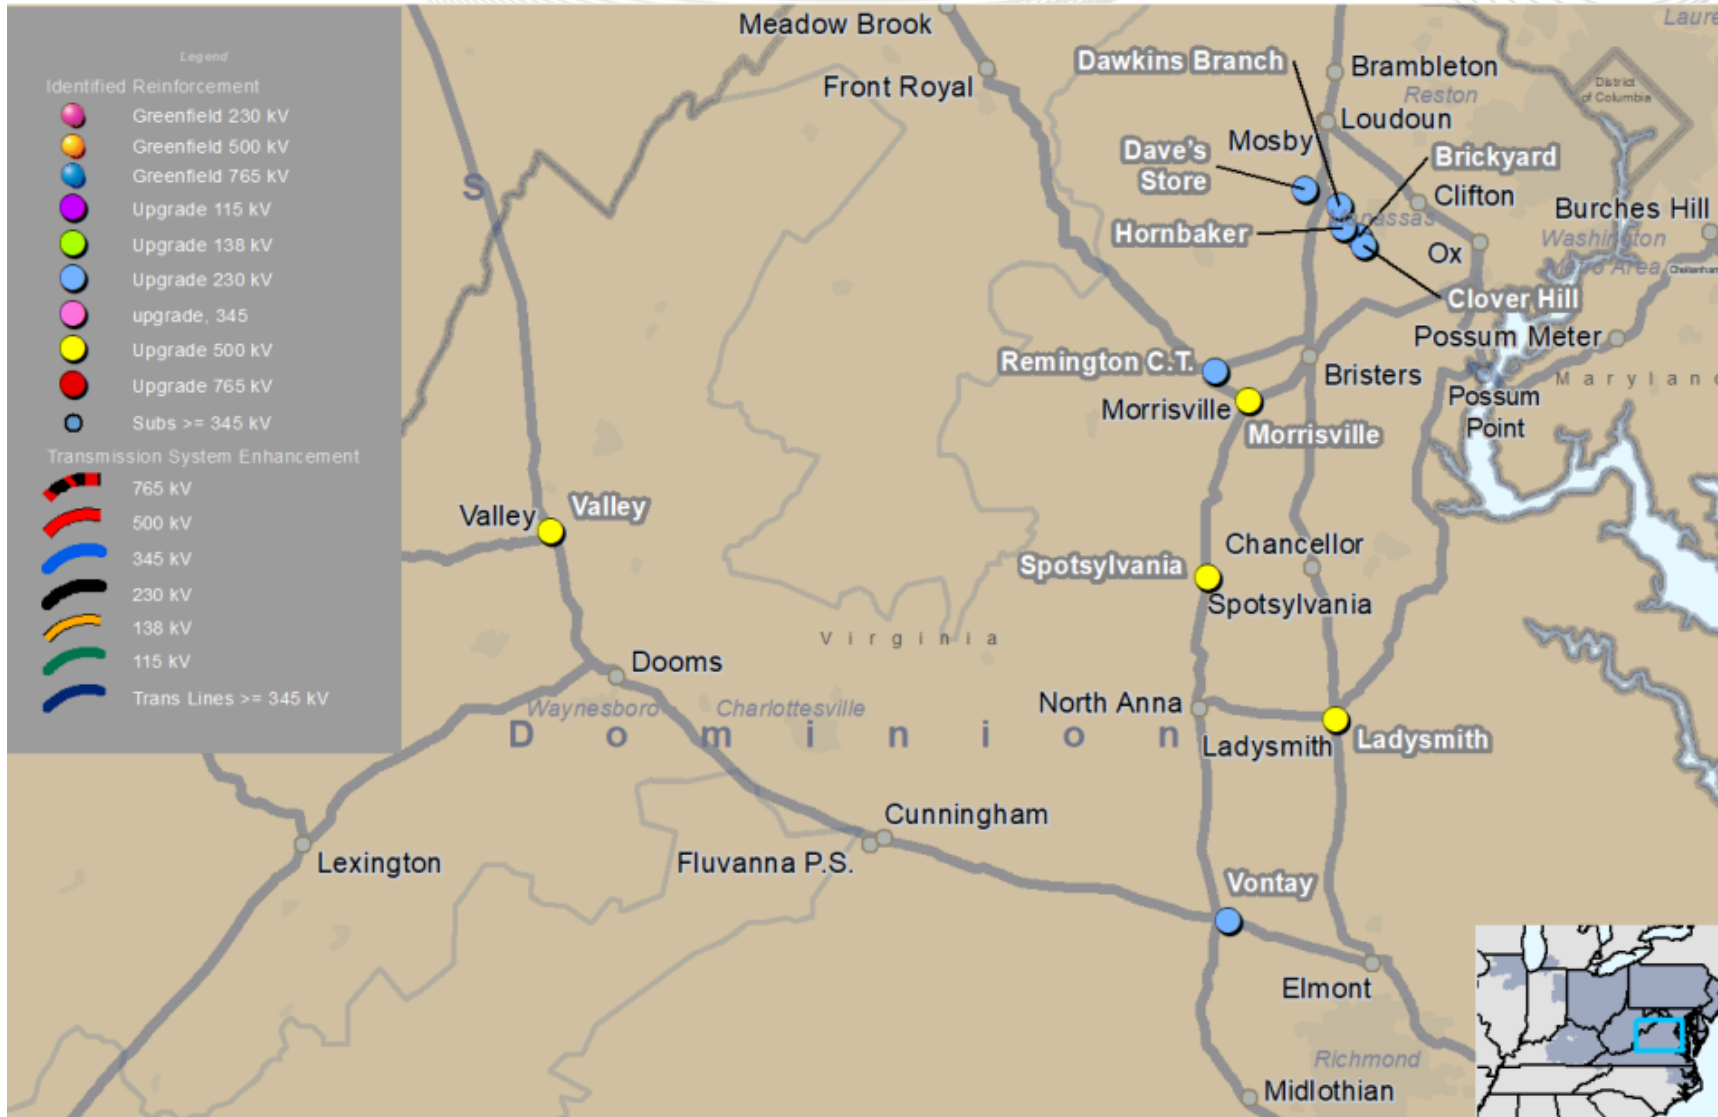 Legend
Identified Reinforcement
Greenfield 230 kV
Greenfield 500 kV
Greenfield 765 kV
Upgrade 115 kV
Upgrade 138 kV
Upgrade 230 kV
upgrade, 345
Upgrade 500 kV
Upgrade 765 kV
Subs >= 345 kV
Transmission System Enhancement
765 kV
500 kV
345 kV
230 kV
138 kV
115 kV
Trans Lines >= 345 kV
Meadow Brook
Front Royal
Dawkins Branch
Brambleton
Reston
Loudoun
Mosby
Dave's
Store
Brickyard
Clifton
Hornbaker
Manassas
Ox
Clover Hill
District
of Columbia
Burches Hill
Washington
Metro Area
Possum Meter
Remington C.T.
Bristers
Maryland
Morrisville
Morrisville
Possum
Point
S
Valley
Valley
Chancellor
Spotsylvania
Spotsylvania
Virginia
Dooms
Waynesboro
Charlottesville
North Anna
Ladysmith
Ladysmith
Dominion
Cunningham
Fluvanna P.S.
Lexington
Vontay
Elmont
Richmond
Midlothian